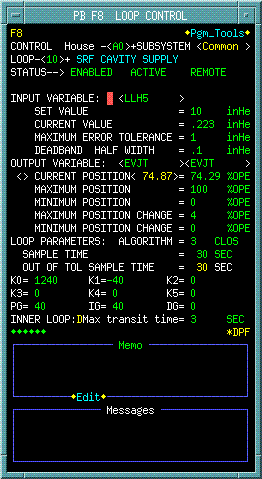 PB F8 LOOP CONTROL
F8 ◆Pgm_Tools◆
CONTROL House -<A0>+SUBSYSTEM <Common >
LOOP-<10>+ SRF CAVITY SUPPLY
STATUS--> ENABLED ACTIVE REMOTE
INPUT VARIABLE: <LLH5 >
SET VALUE = 10 inHe
CURRENT VALUE = .223 inHe
MAXIMUM ERROR TOLERANCE = 1 inHe
DEADBAND HALF WIDTH = .1 inHe
OUTPUT VARIABLE: <EVJT ><EVJT >
<> CURRENT POSITION< 74.87>= 74.29 %OPE
MAXIMUM POSITION = 100 %OPE
MINIMUM POSITION = 0 %OPE
MAXIMUM POSITION CHANGE = 4 %OPE
MINIMUM POSITION CHANGE = 0 %OPE
LOOP PARAMETERS: ALGORITHM = 3 CLOS
SAMPLE TIME = 30 SEC
OUT OF TOL SAMPLE TIME = 30 SEC
K0= 1240 K1=-40 K2= 0
K3= 0 K4= 0 K5= 0
PG= 40 IG= 40 DG= 0
INNER LOOP:DMax transit time= 3 SEC
◆◆◆◆◆◆ *DPF
Memo
◆Edit◆
Messages